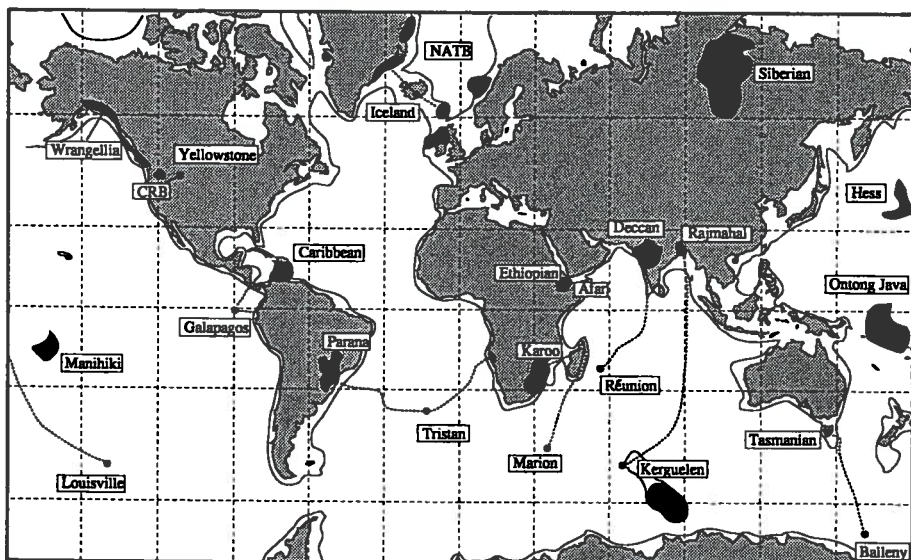 NATB
Siberian
Iceland
Wrangellia
Yellowstone
CRB
Hess
Deccan
Rajmahal
Caribbean
Ethiopian
Afar
Ontong Java
Galapagos
Parana
Karoo
Manihiki
Réunion
Tristan
Tasmanian
Marion
Kerguelen
Louisville
Balleny